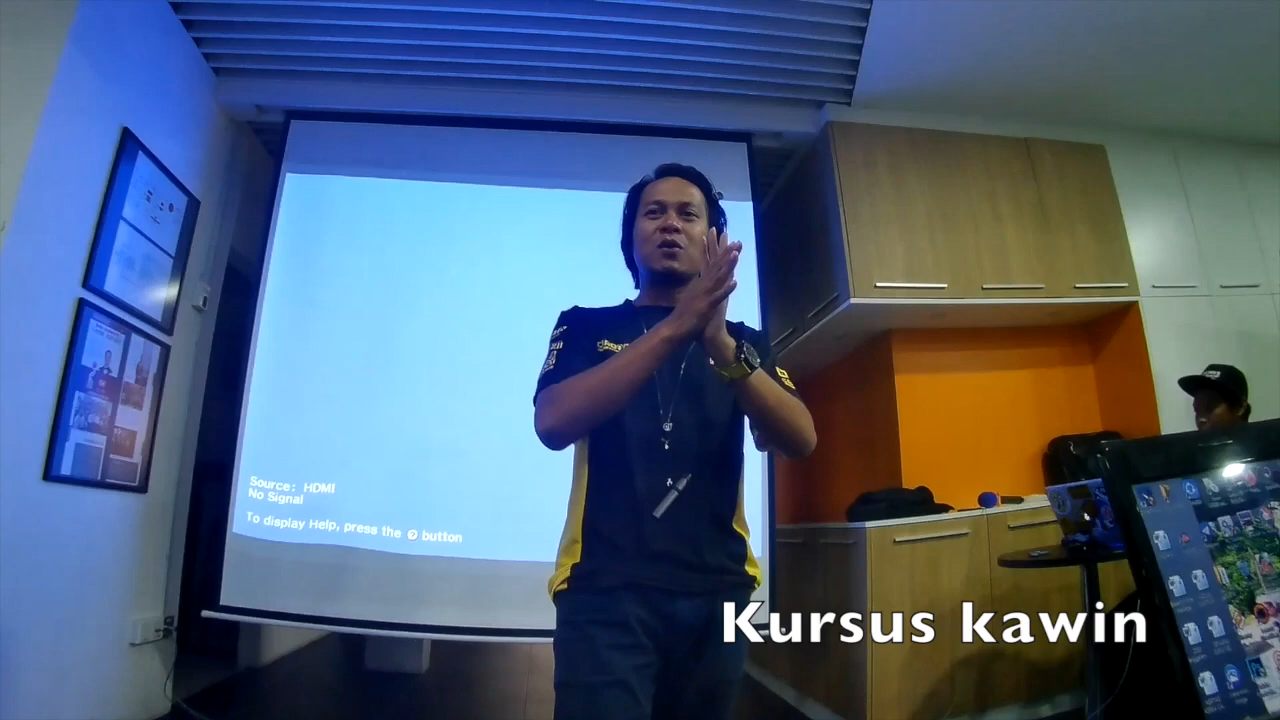 Source: HDMI
No Signal
To display Help, press the ? button
Kursus kawin